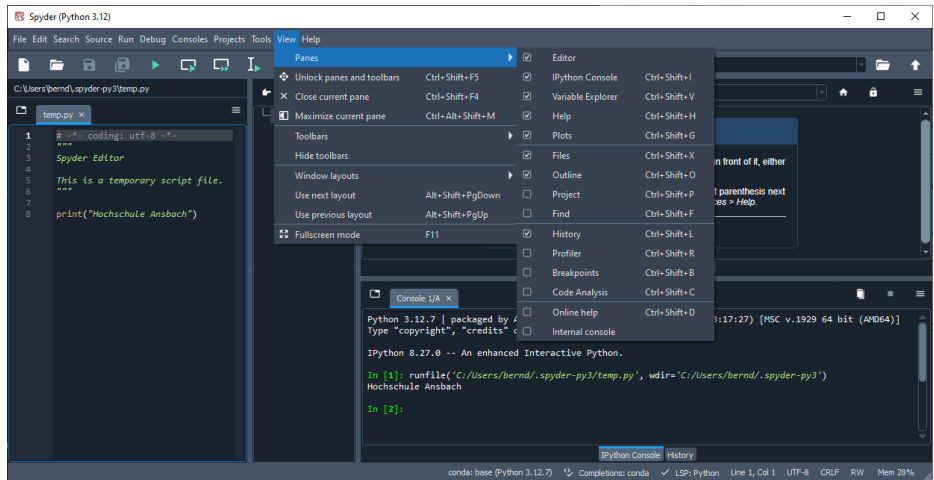 Spyder (Python 3.12)
File Edit Search Source Run Debug Consoles Projects Tools View Help
C:\Users\bernd\.spyder-py3\temp.py
temp.py
1 # -*- coding: utf-8 -*-
2 """
3 Spyder Editor
4
5 This is a temporary script file.
6 """
7
8 print("Hochschule Ansbach")
Panes
Unlock panes and toolbars Ctrl+Shift+F5
Close current pane Ctrl+Shift+F4
Maximize current pane Ctrl+Alt+Shift+M
Toolbars
Hide toolbars
Window layouts
Use next layout Alt+Shift+PgDown
Use previous layout Alt+Shift+PgUp
Fullscreen mode F11
Editor
IPython Console Ctrl+Shift+I
Variable Explorer Ctrl+Shift+V
Help Ctrl+Shift+H
Plots Ctrl+Shift+G
Files Ctrl+Shift+X
Outline Ctrl+Shift+O
Project Ctrl+Shift+P
Find Ctrl+Shift+F
History Ctrl+Shift+L
Profiler Ctrl+Shift+R
Breakpoints Ctrl+Shift+B
Code Analysis Ctrl+Shift+C
Online help Ctrl+Shift+D
Internal console
in front of it, either
t parenthesis next
ces > Help.
Console 1/A
Python 3.12.7 | packaged by A :17:27) [MSC v.1929 64 bit (AMD64)]
Type "copyright", "credits"
IPython 8.27.0 -- An enhanced Interactive Python.
In [1]: runfile('C:/Users/bernd/.spyder-py3/temp.py', wdir='C:/Users/bernd/.spyder-py3')
Hochschule Ansbach
In [2]:
IPython Console History
conda: base (Python 3.12.7) Completions: conda LSP: Python Line 1, Col 1 UTF-8 CRLF RW Mem 28%